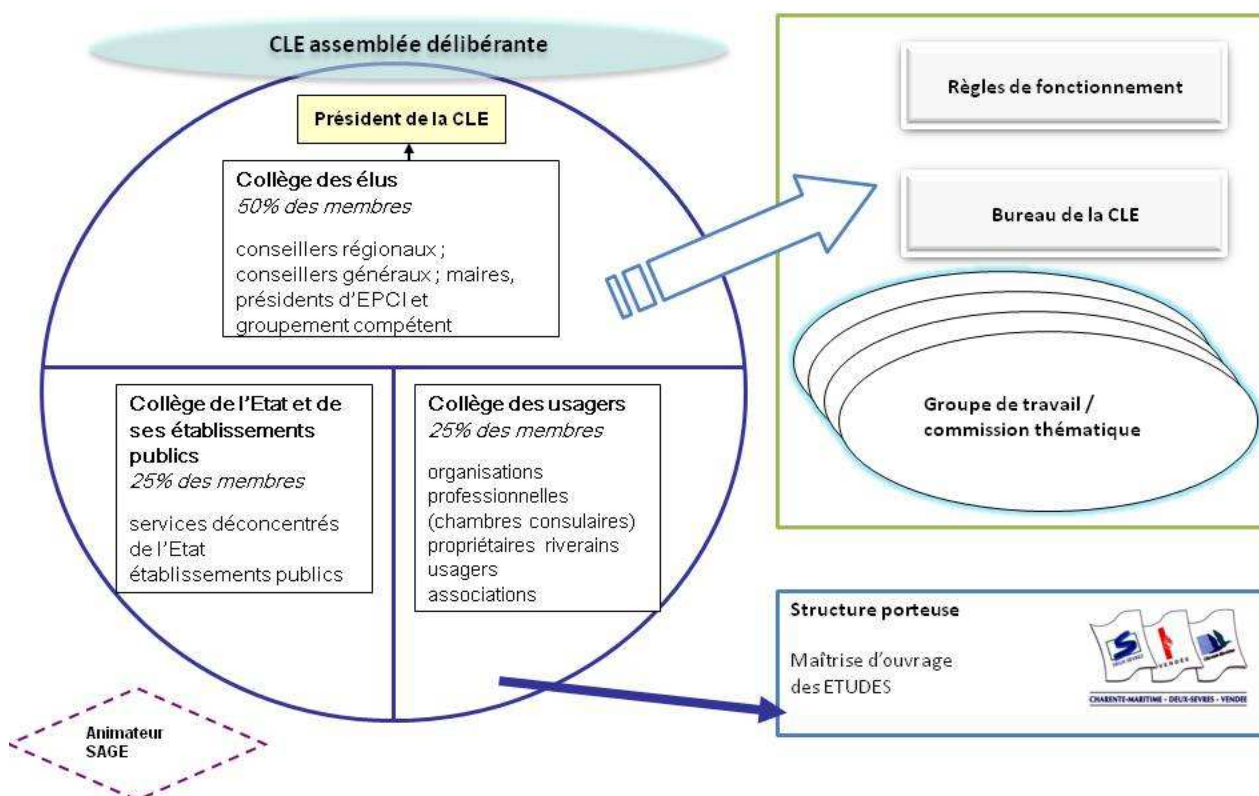 CLE assemblée délibérante
Président de la CLE
Collège des élus
50% des membres
conseillers régionaux ;
conseillers généraux ; maires,
présidents d'EPCI et
groupement compétent
Collège de l'Etat et de
ses établissements
publics
25% des membres
services déconcentrés
de l'Etat
établissements publics
Collège des usagers
25% des membres
organisations
professionnelles
(chambres consulaires)
propriétaires riverains
usagers
associations
Animateur
SAGE
Règles de fonctionnement
Bureau de la CLE
Groupe de travail /
commission thématique
Structure porteuse
Maîtrise d'ouvrage
des ETUDES
DEUX-SEVRES
VENDEE
CHARENTE-MARITIME - DEUX-SEVRES - VENDEE